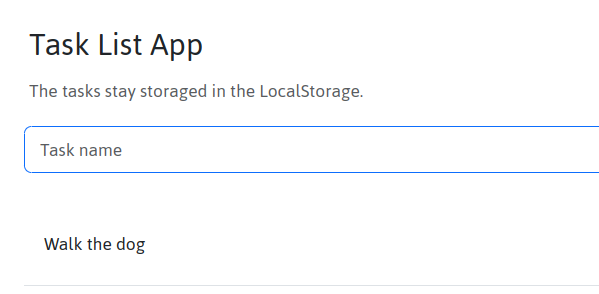 Task List App
The tasks stay storaged in the LocalStorage.
Task name
Walk the dog